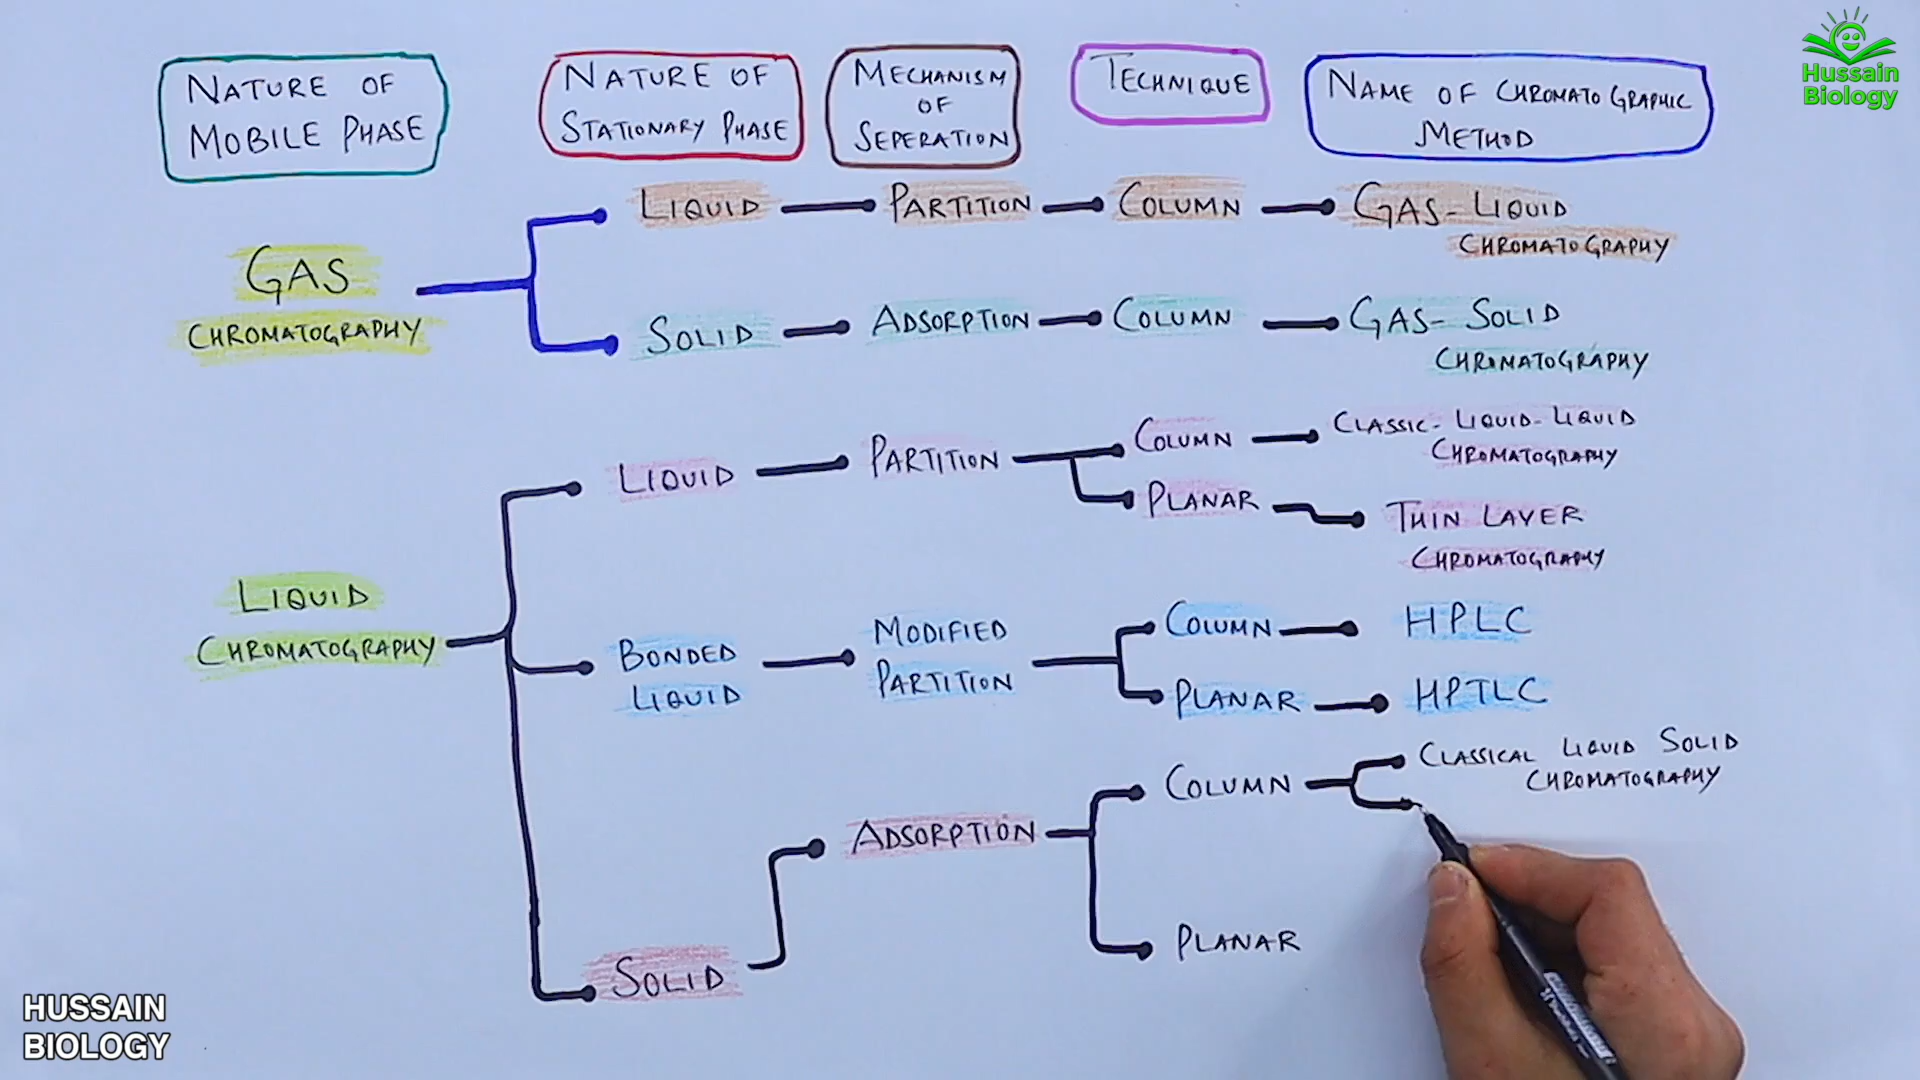 NATURE OF
MOBILE PHASE
NATURE OF
STATIONARY PHASE
MECHANISM
OF
SEPERATION
TECHNIQUE
NAME OF CHROMATOGRAPHIC
METHOD
Hussain
Biology
GAS
CHROMATOGRAPHY
LIQUID
PARTITION
COLUMN
GAS-LIQUID
CHROMATOGRAPHY
SOLID
ADSORPTION
COLUMN
GAS-SOLID
CHROMATOGRAPHY
LIQUID
CHROMATOGRAPHY
LIQUID
PARTITION
COLUMN
CLASSIC-LIQUID-LIQUID
CHROMATOGRAPHY
PLANAR
THIN LAYER
CHROMATOGRAPHY
BONDED
LIQUID
MODIFIED
PARTITION
COLUMN
HPLC
PLANAR
HPTLC
SOLID
ADSORPTION
COLUMN
CLASSICAL LIQUID SOLID
CHROMATOGRAPHY
PLANAR
HUSSAIN
BIOLOGY